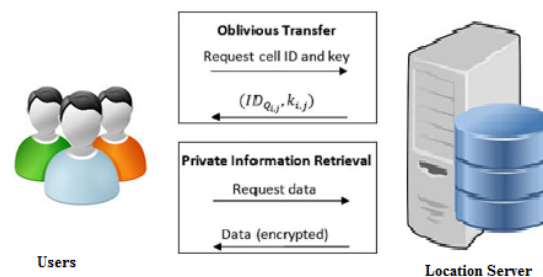 Oblivious Transfer
Request cell ID and key
(ID_{Q_{i,j}}, k_{i,j})
Private Information Retrieval
Request data
Data (encrypted)
Users
Location Server